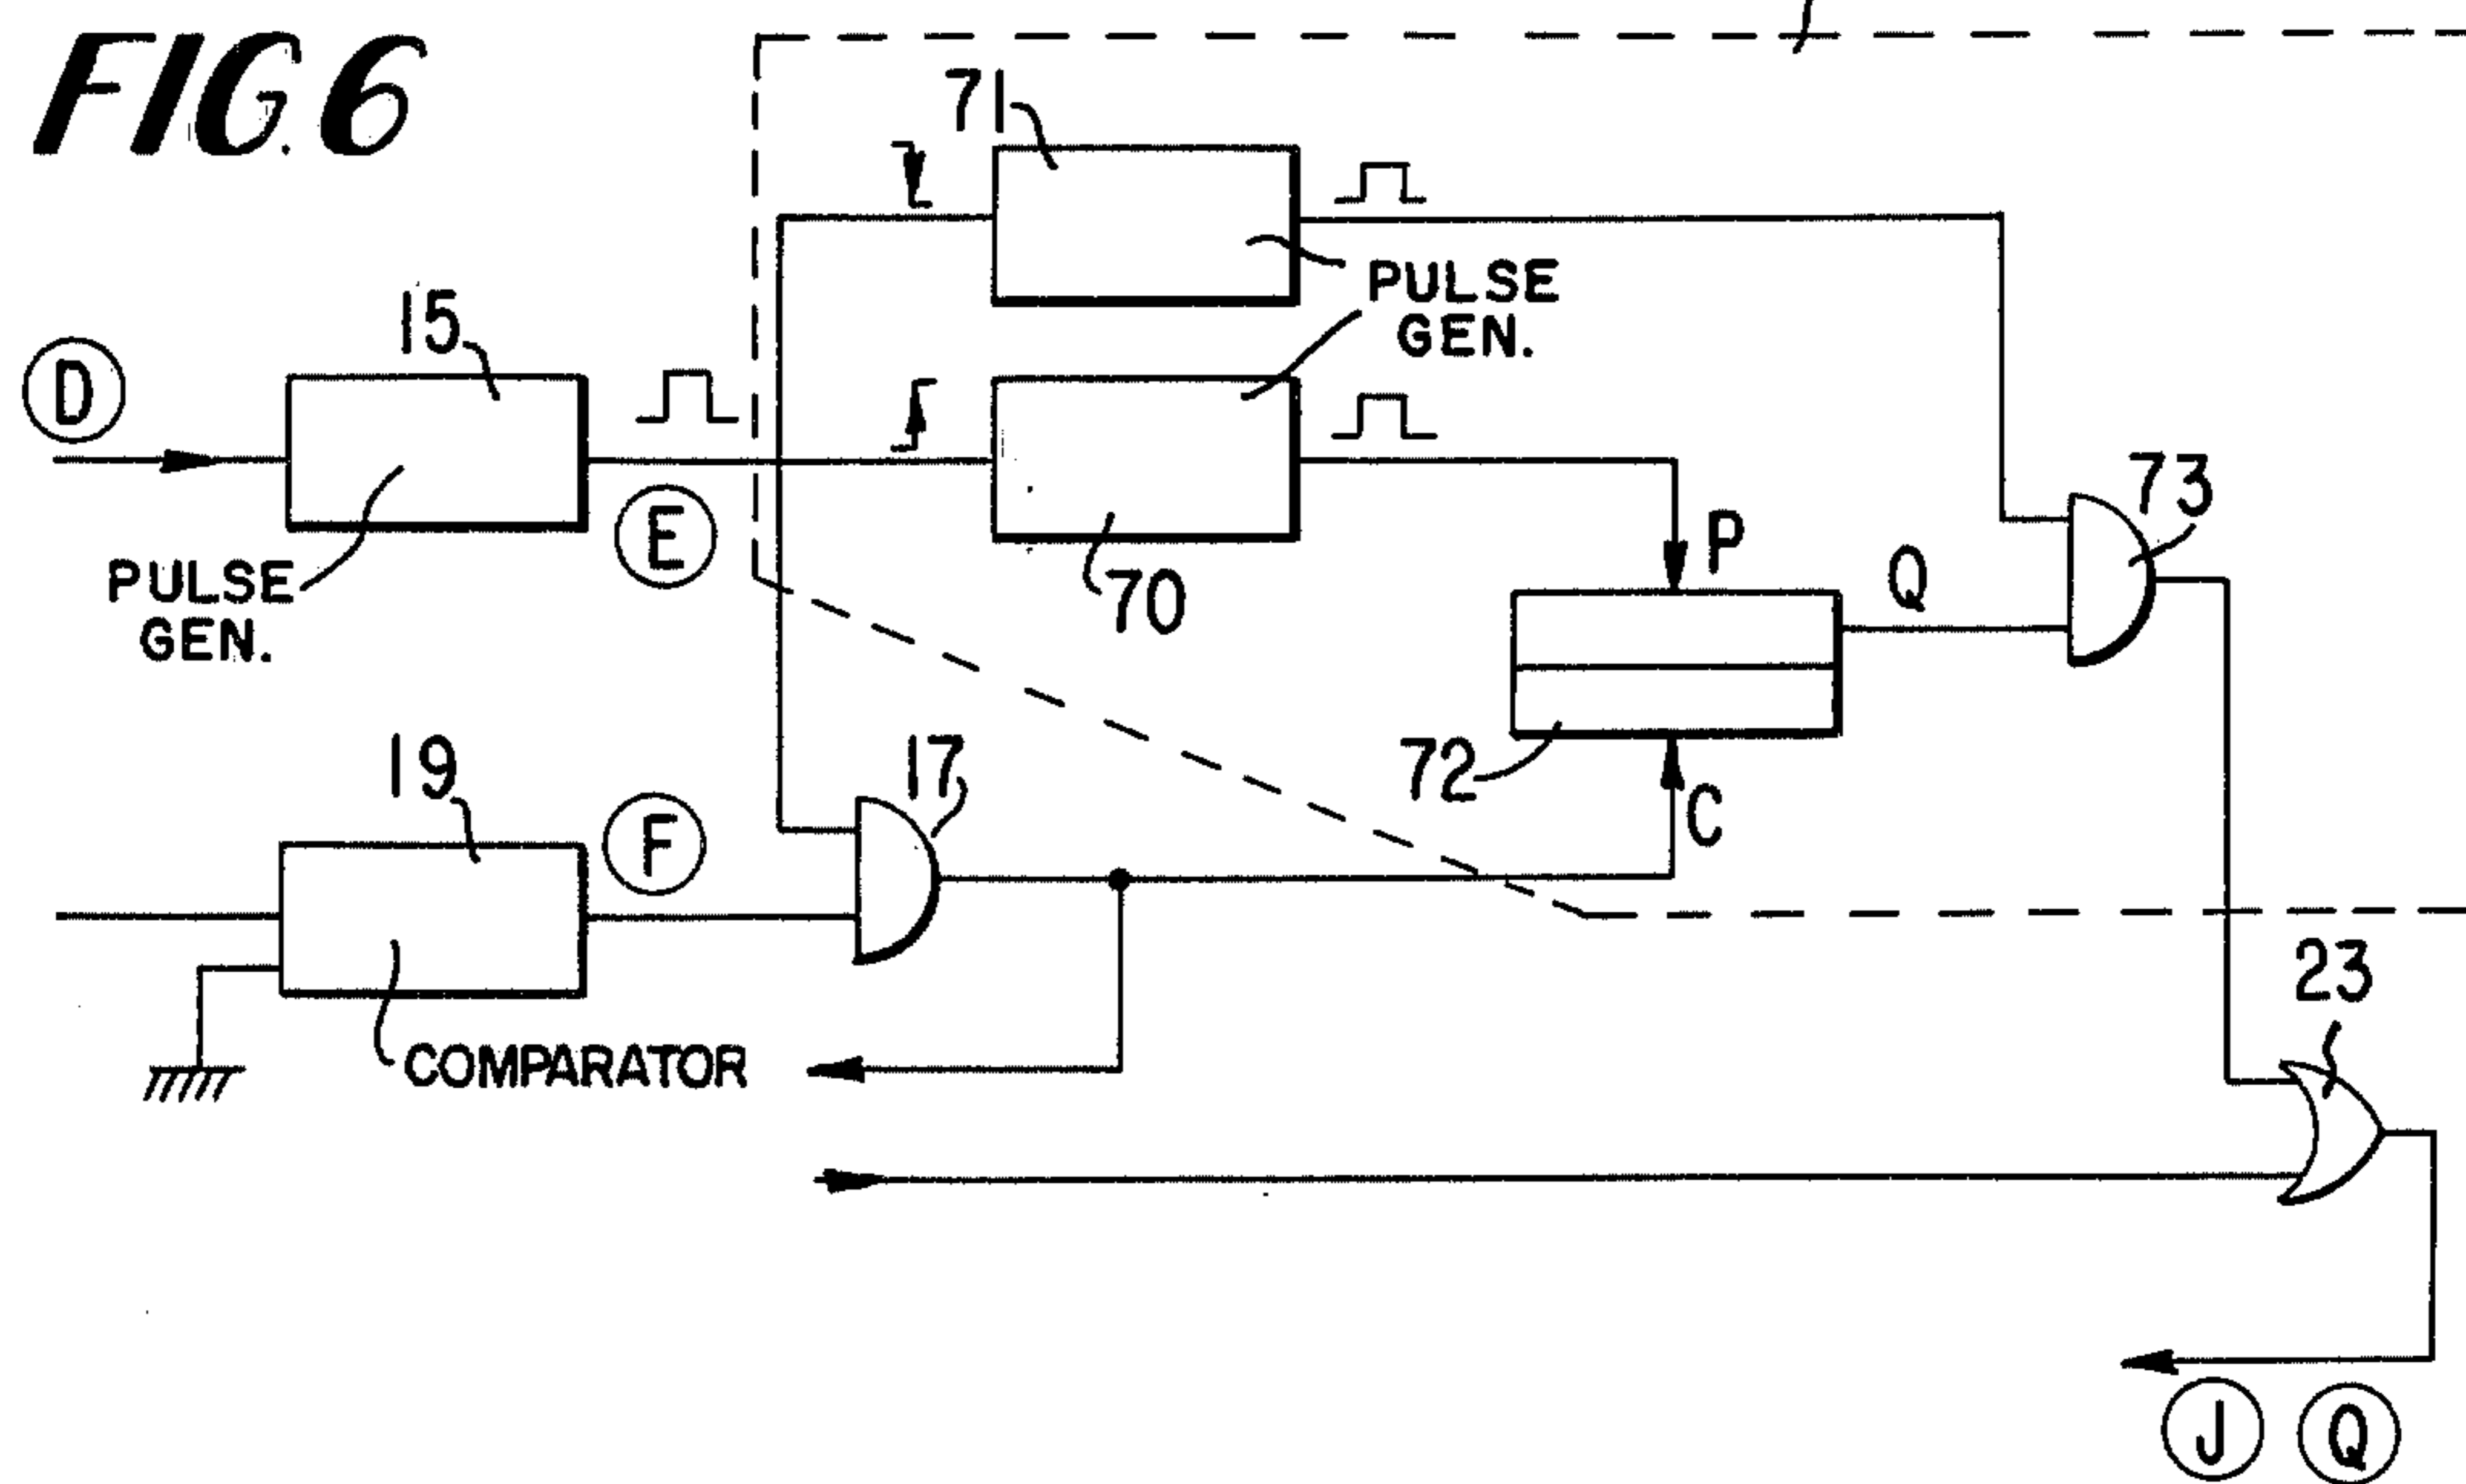 FIG. 6
71
PULSE
GEN.
15
D
E
PULSE
GEN.
70
P
Q
73
72
C
19
F
17
COMPARATOR
23
J
Q